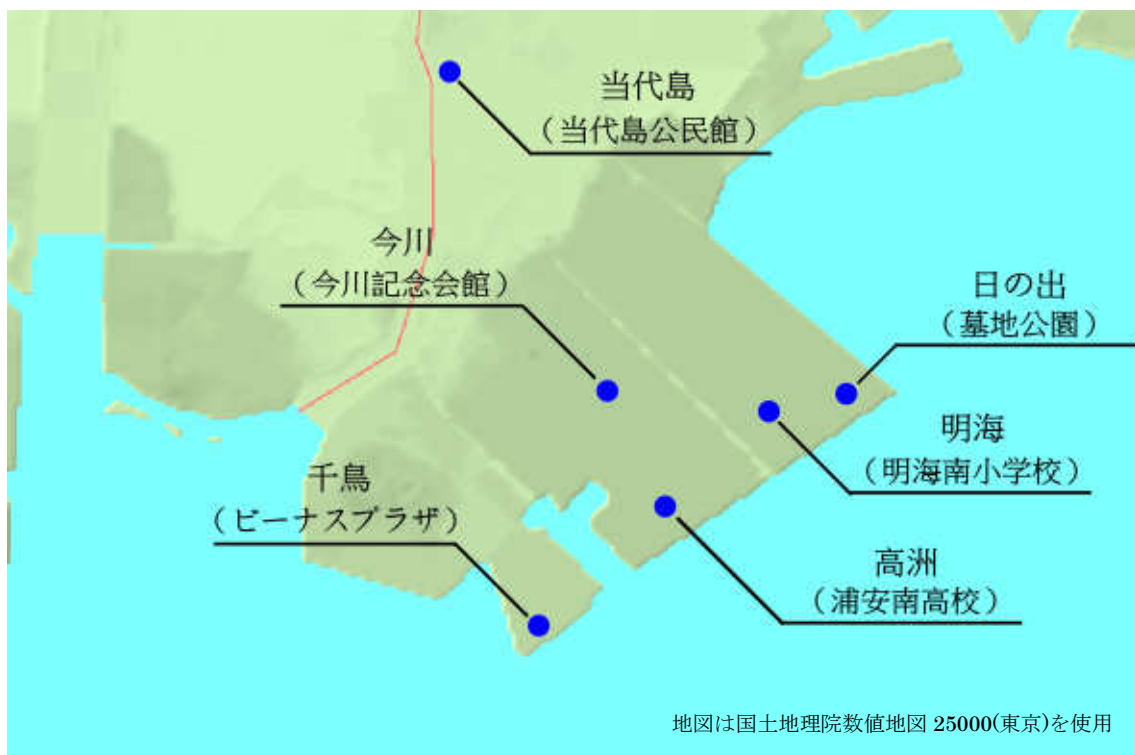 当代島
（当代島公民館）
今川
（今川記念会館）
日の出
（墓地公園）
明海
（明海南小学校）
千鳥
（ビーナスプラザ）
高洲
（浦安南高校）
地図は国土地理院数値地図 25000(東京)を使用